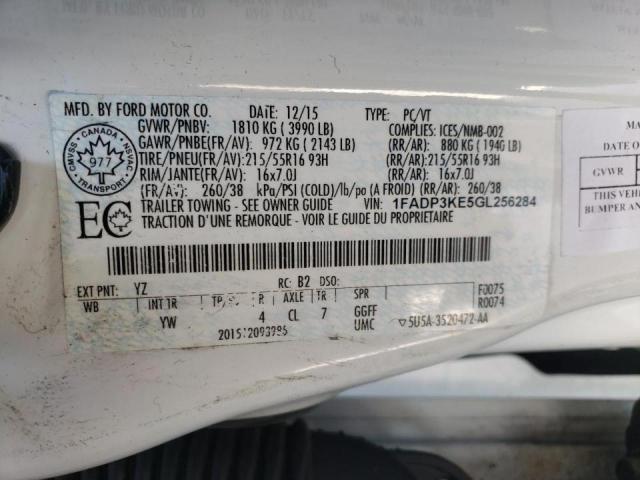 MFD. BY FORD MOTOR CO. DATE: 12/15 TYPE: PC/VT
GVWR/PNBV: 1810 KG ( 3990 LB) COMPLIES: ICES/NMB-002
GAWR/PNBE(FR/AV): 972 KG ( 2143 LB) (RR/AR): 880 KG ( 1940 LB)
TIRE/PNEU(FR/AV):215/55R16 93H (RR/AR):215/55R16 93H
RIM/JANTE(FR/AV): 16x7.0J (RR/AR): 16x7.0J
(FR/AV): 260/38 kPa/PSI (COLD)/lb/po (A FROID) (RR/AR): 260/38
TRAILER TOWING - SEE OWNER GUIDE VIN: 1FADP3KE5GL256284
TRACTION D'UNE REMORQUE - VOIR GUIDE DU PROPRIETAIRE
CANADA
CMVSS NSVAC
977
TRANSPORT
EC
EXT PNT: YZ RC: B2 DSO: F0075
WB INT TR R AXLE TR SPR R0074
YW 4 CL 7 GGFF
UMC 5U5A-3520472-AA
MA
DATE O
GVWR
THIS VEHI
BUMPER AN